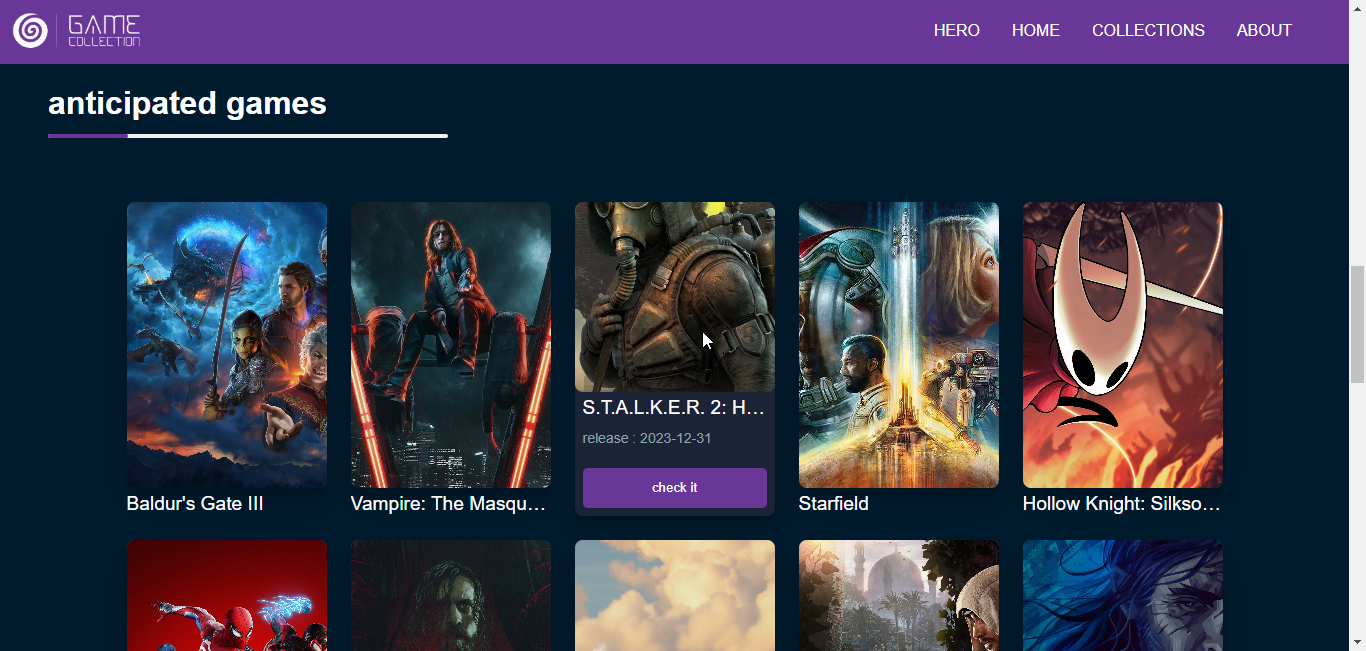 GAME
COLLECTION
HERO
HOME
COLLECTIONS
ABOUT
anticipated games
Baldur's Gate III
Vampire: The Masqu...
S.T.A.L.K.E.R. 2: H...
release : 2023-12-31
check it
Starfield
Hollow Knight: Silkso...